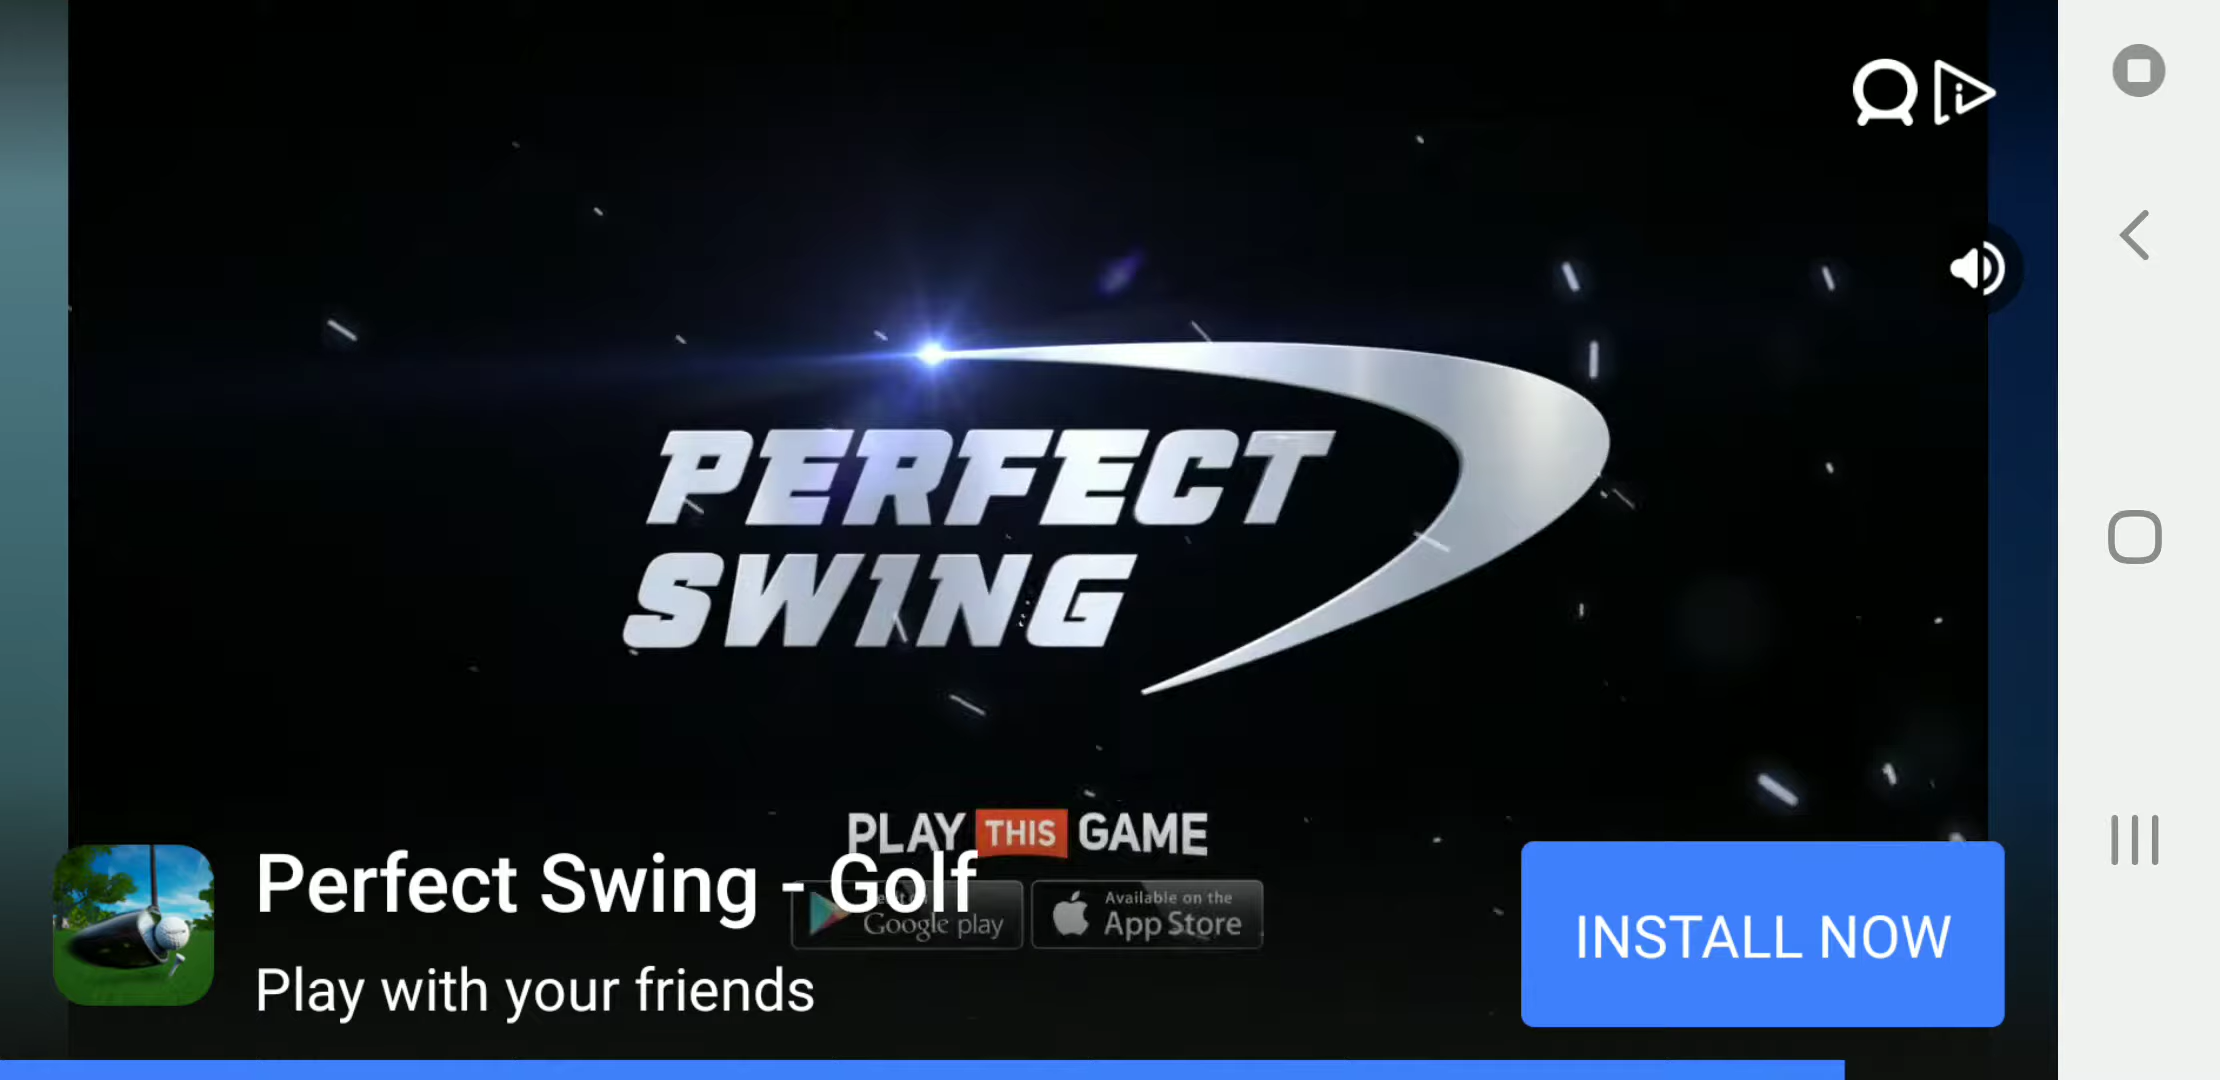 PERFECT
SWING
PLAY THIS GAME
Perfect Swing - Golf
Google play
Available on the
App Store
Play with your friends
INSTALL NOW